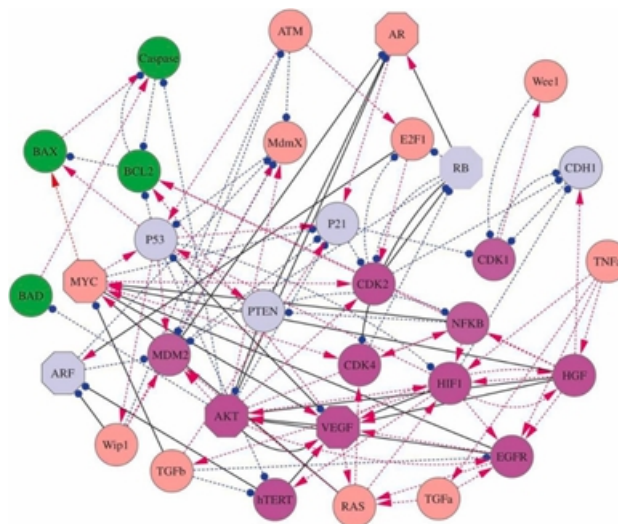 ATM
AR
Caspase
Wee1
BAX
BCL2
MdmX
E2F1
RB
CDH1
P53
P21
CDK1
TNFa
BAD
MYC
CDK2
PTEN
NFKB
ARF
MDM2
CDK4
HIF1
HGF
AKT
VEGF
Wip1
TGFb
EGFR
hTERT
RAS
TGFa